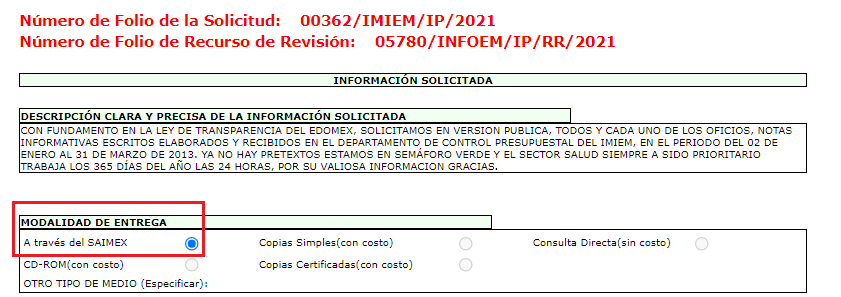 Número de Folio de la Solicitud: 00362/IMIEM/IP/2021
Número de Folio de Recurso de Revisión: 05780/INFOEM/IP/RR/2021
INFORMACIÓN SOLICITADA
DESCRIPCIÓN CLARA Y PRECISA DE LA INFORMACIÓN SOLICITADA
CON FUNDAMENTO EN LA LEY DE TRANSPARENCIA DEL EDOMEX, SOLICITAMOS EN VERSION PUBLICA, TODOS Y CADA UNO DE LOS OFICIOS, NOTAS
INFORMATIVAS ESCRITOS ELABORADOS Y RECIBIDOS EN EL DEPARTAMENTO DE CONTROL PRESUPUESTAL DEL IMIEM, EN EL PERIODO DEL 02 DE
ENERO AL 31 DE MARZO DE 2013. YA NO HAY PRETEXTOS ESTAMOS EN SEMÁFORO VERDE Y EL SECTOR SALUD SIEMPRE A SIDO PRIORITARIO
TRABAJA LOS 365 DÍAS DEL AÑO LAS 24 HORAS, POR SU VALIOSA INFORMACION GRACIAS.
MODALIDAD DE ENTREGA
A través del SAIMEX Copias Simples(con costo) Consulta Directa(sin costo)
CD-ROM(con costo) Copias Certificadas(con costo)
OTRO TIPO DE MEDIO (Especificar):